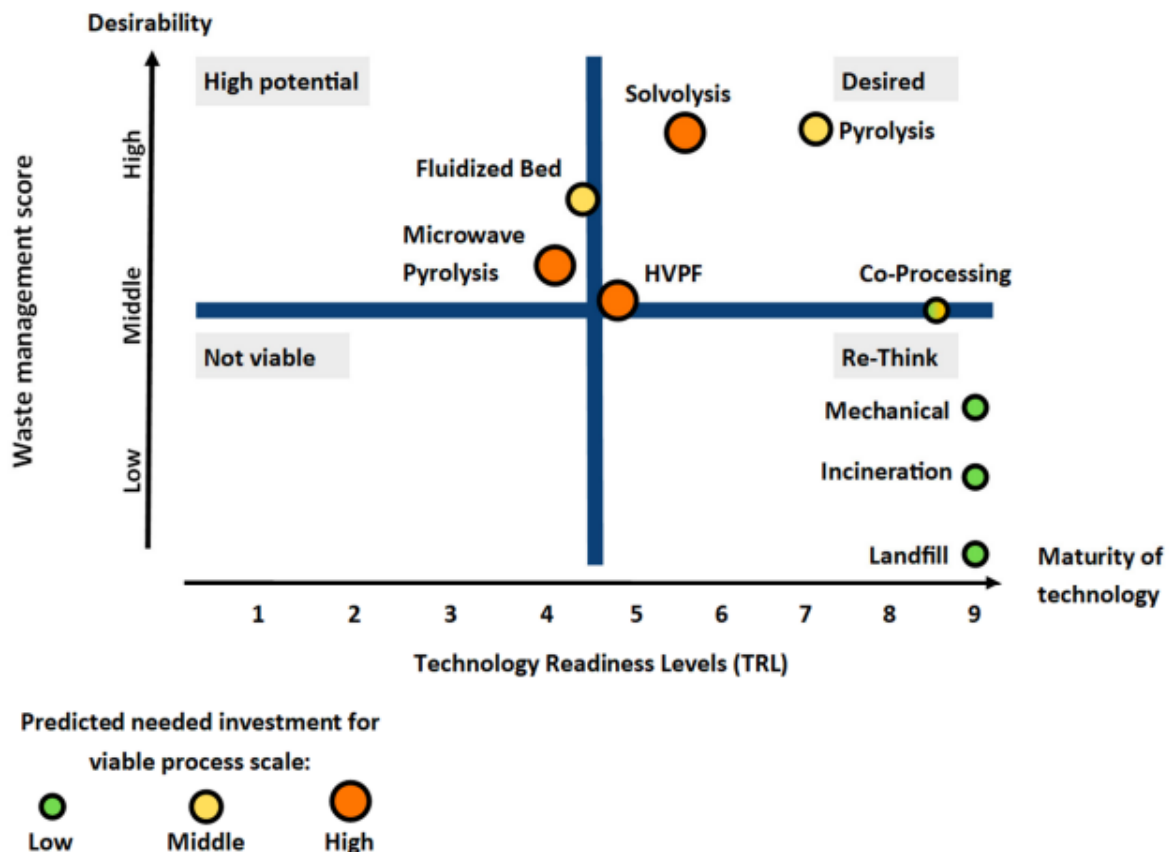 Desirability
High potential
Desired
Solvolysis
Pyrolysis
Fluidized Bed
Microwave
Pyrolysis
HVPF
Co-Processing
Not viable
Re-Think
Mechanical
Incineration
Landfill
Waste management score
High
Middle
Low
Maturity of
technology
1 2 3 4 5 6 7 8 9
Technology Readiness Levels (TRL)
Predicted needed investment for
viable process scale:
Low Middle High